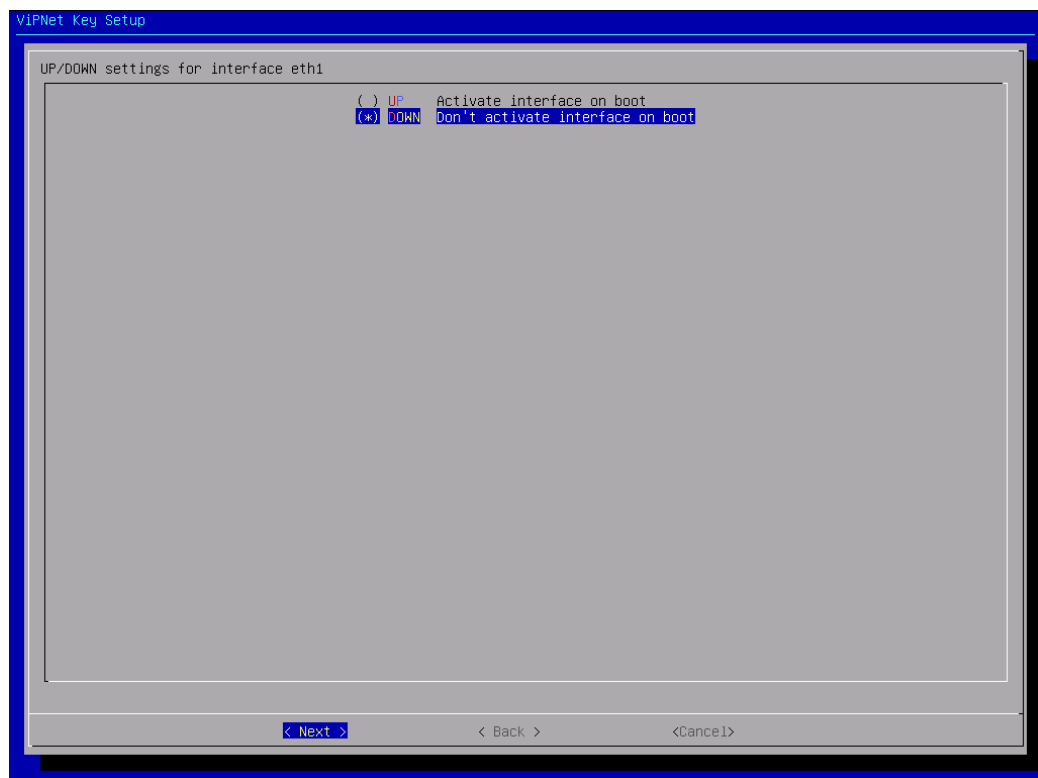 ViPNet Key Setup
UP/DOWN settings for interface eth1
( ) UP Activate interface on boot
(*) DOWN Don't activate interface on boot
< Next > < Back > <Cancel>